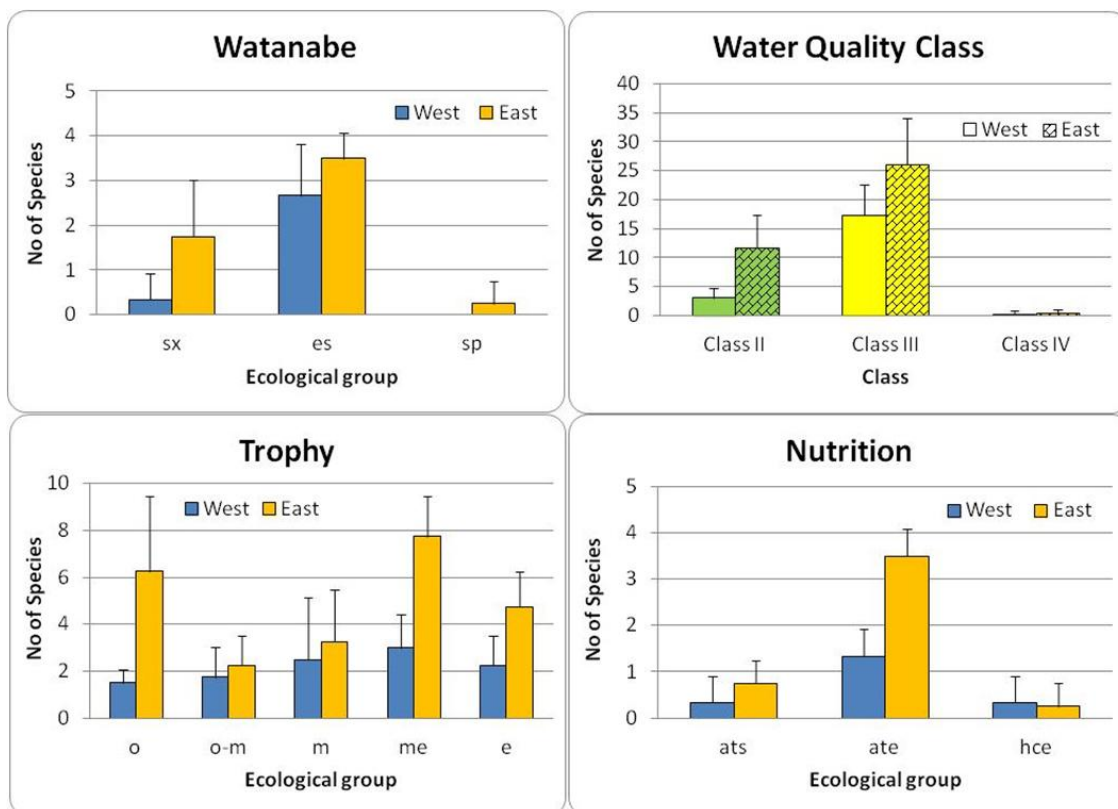 Watanabe
5
4
3
2
1
0
No of Species
West East
sx es sp
Ecological group
Water Quality Class
40
35
30
25
20
15
10
5
0
No of Species
West East
Class II Class III Class IV
Class
Trophy
10
8
6
4
2
0
No of Species
West East
o o-m m me e
Ecological group
Nutrition
5
4
3
2
1
0
No of Species
West East
ats ate hce
Ecological group